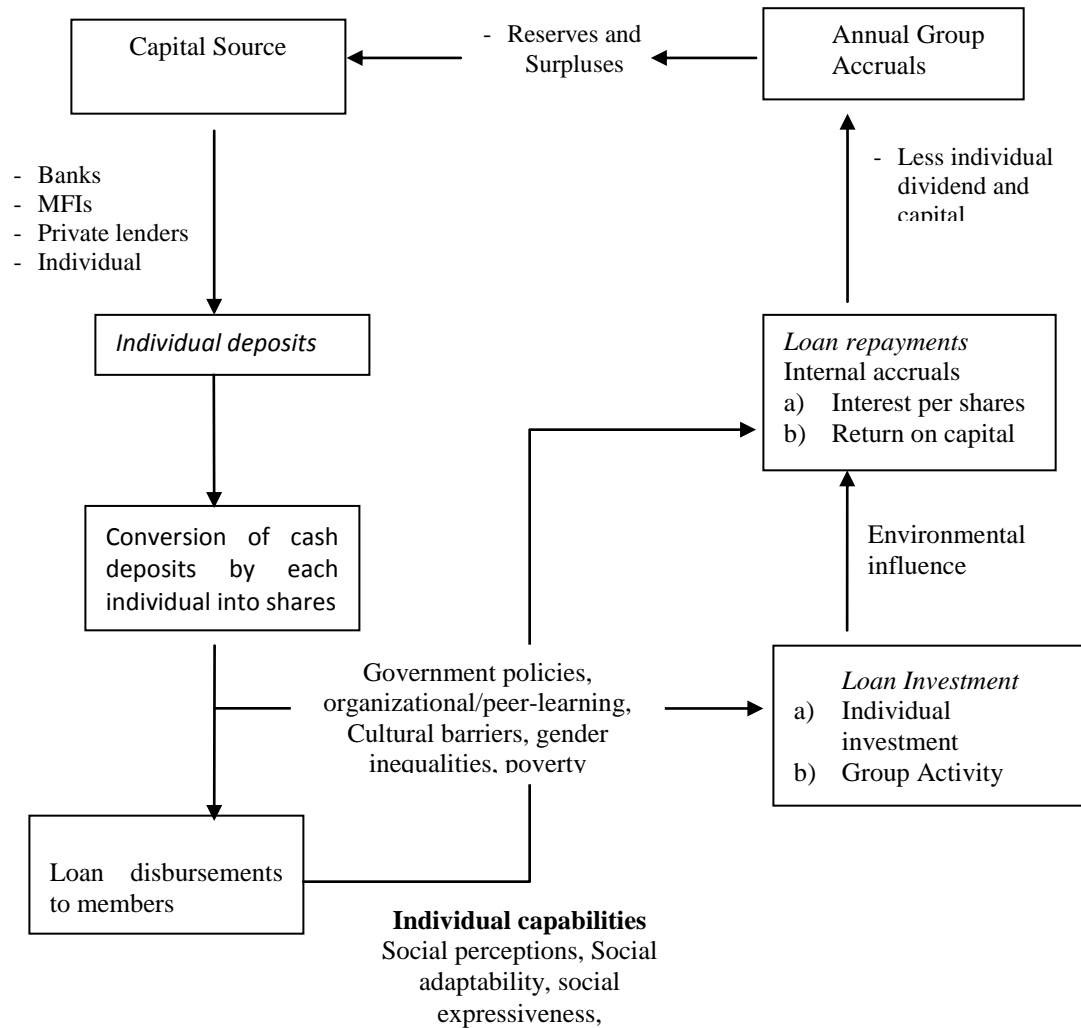 Capital Source
- Reserves and
Surpluses
Annual Group
Accruals
- Banks
- MFIs
- Private lenders
- Individual
- Less individual
dividend and
capital
Individual deposits
Loan repayments
Internal accruals
a) Interest per shares
b) Return on capital
Conversion of cash
deposits by each
individual into shares
Environmental
influence
Government policies,
organizational/peer-learning,
Cultural barriers, gender
inequalities, poverty
Loan Investment
a) Individual
investment
b) Group Activity
Loan disbursements
to members
Individual capabilities
Social perceptions, Social
adaptability, social
expressiveness,